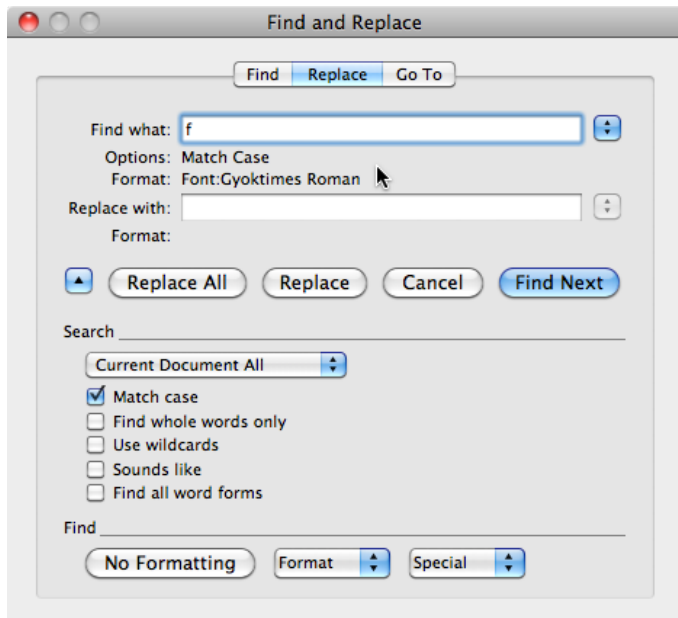 Find and Replace
Find Replace Go To
Find what: f
Options: Match Case
Format: Font:Gyoktimes Roman
Replace with:
Format:
Replace All Replace Cancel Find Next
Search
Current Document All
Match case
Find whole words only
Use wildcards
Sounds like
Find all word forms
Find
No Formatting Format Special